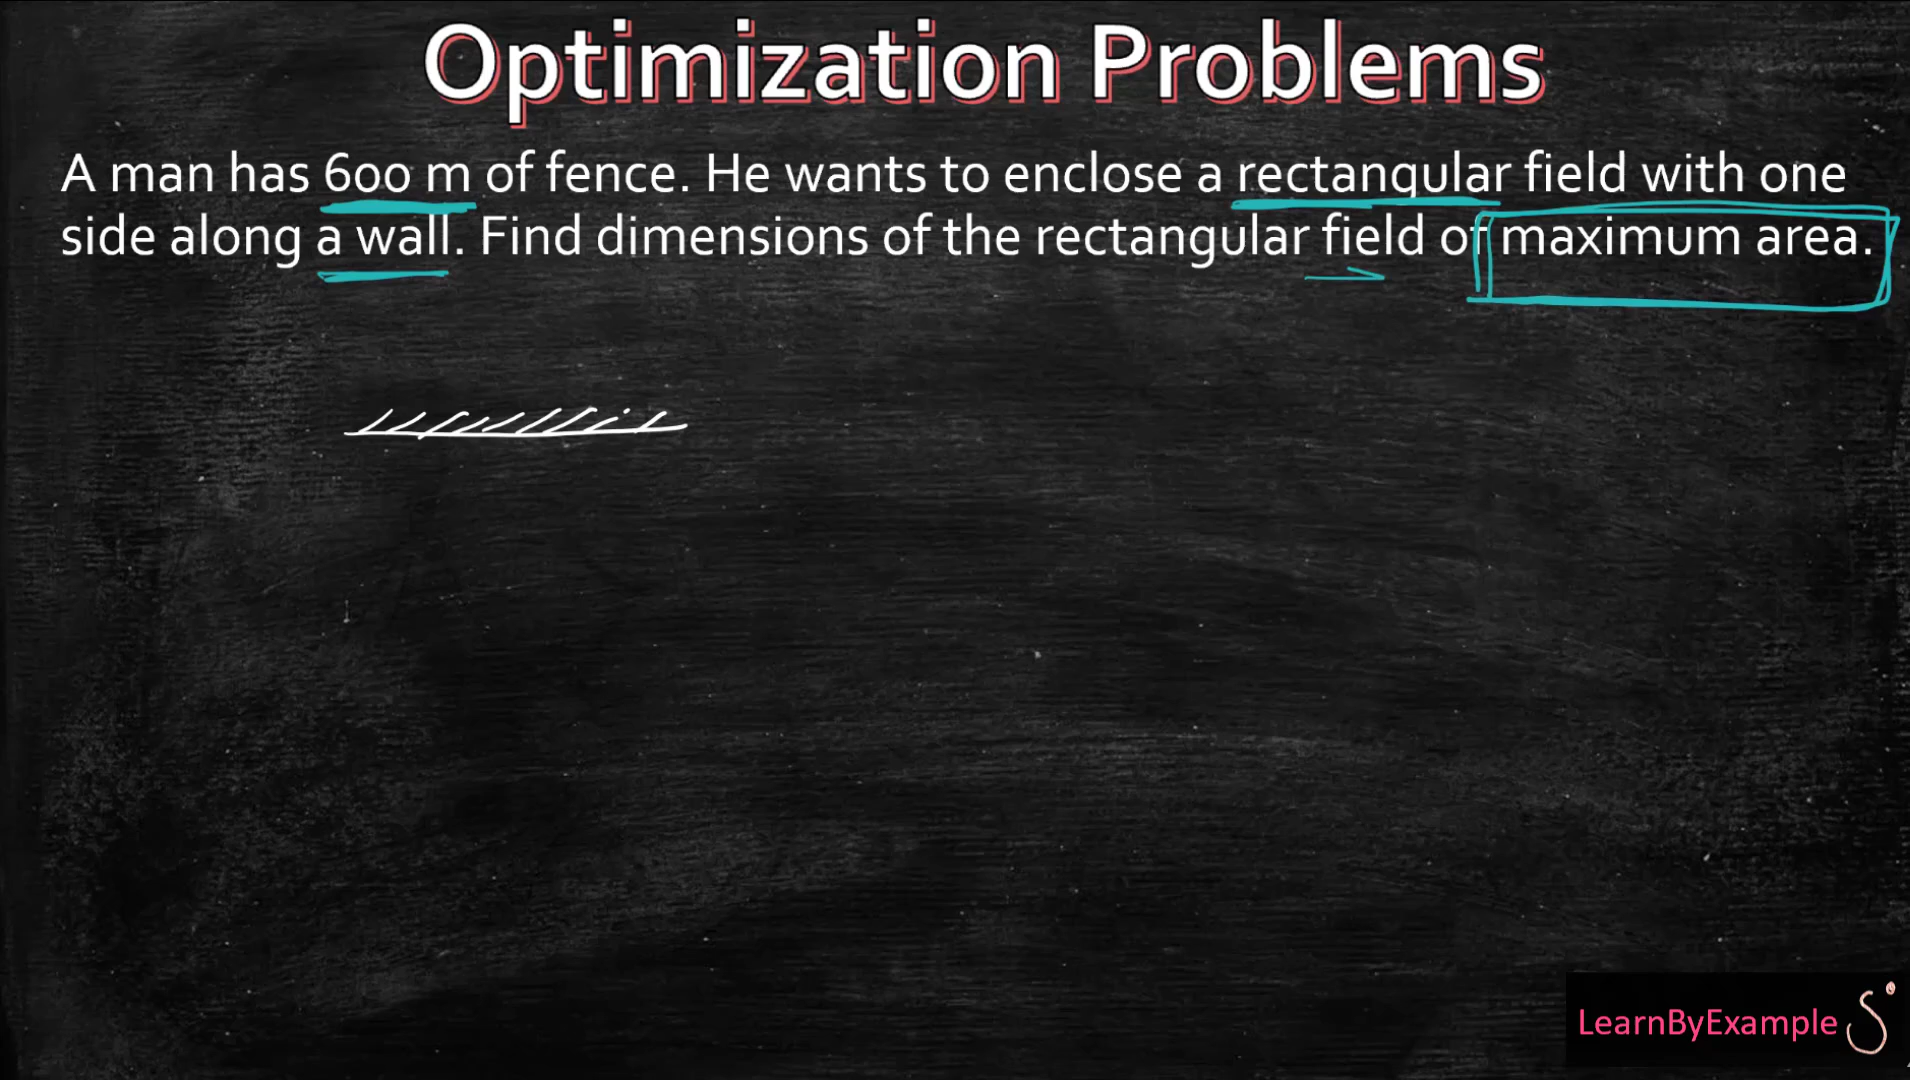 Optimization Problems
A man has 600 m of fence. He wants to enclose a rectangular field with one
side along a wall. Find dimensions of the rectangular field of maximum area.
LearnByExample